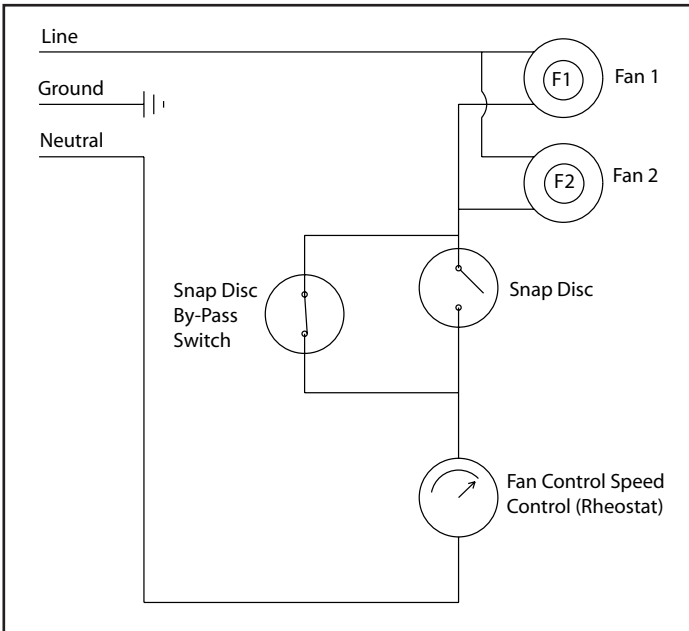 Line
Ground
Neutral
F1
Fan 1
F2
Fan 2
Snap Disc
By-Pass
Switch
Snap Disc
Fan Control Speed
Control (Rheostat)